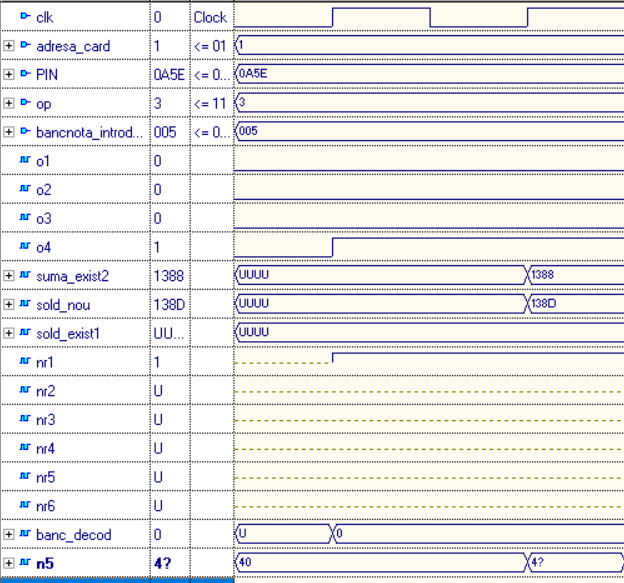 clk 0 Clock
adresa_card 1 <= 01 1
PIN 0A5E <= 0... 0A5E
op 3 <= 11 3
bancnota_introd... 005 <= 0... 005
o1 0
o2 0
o3 0
o4 1
suma_exist2 1388 UUUU 1388
sold_nou 138D UUUU 138D
sold_exist1 UU... UUUU
nr1 1
nr2 U
nr3 U
nr4 U
nr5 U
nr6 U
banc_decod 0 U 0
n5 4? 40 4?